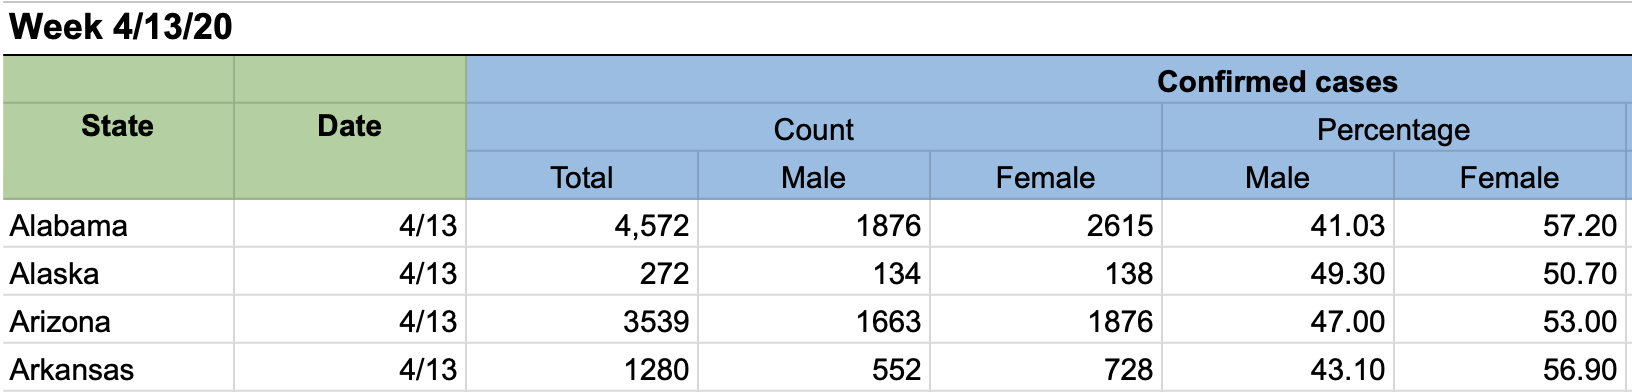 Week 4/13/20
Confirmed cases
State Date Count Percentage
Total Male Female Male Female
Alabama 4/13 4,572 1876 2615 41.03 57.20
Alaska 4/13 272 134 138 49.30 50.70
Arizona 4/13 3539 1663 1876 47.00 53.00
Arkansas 4/13 1280 552 728 43.10 56.90